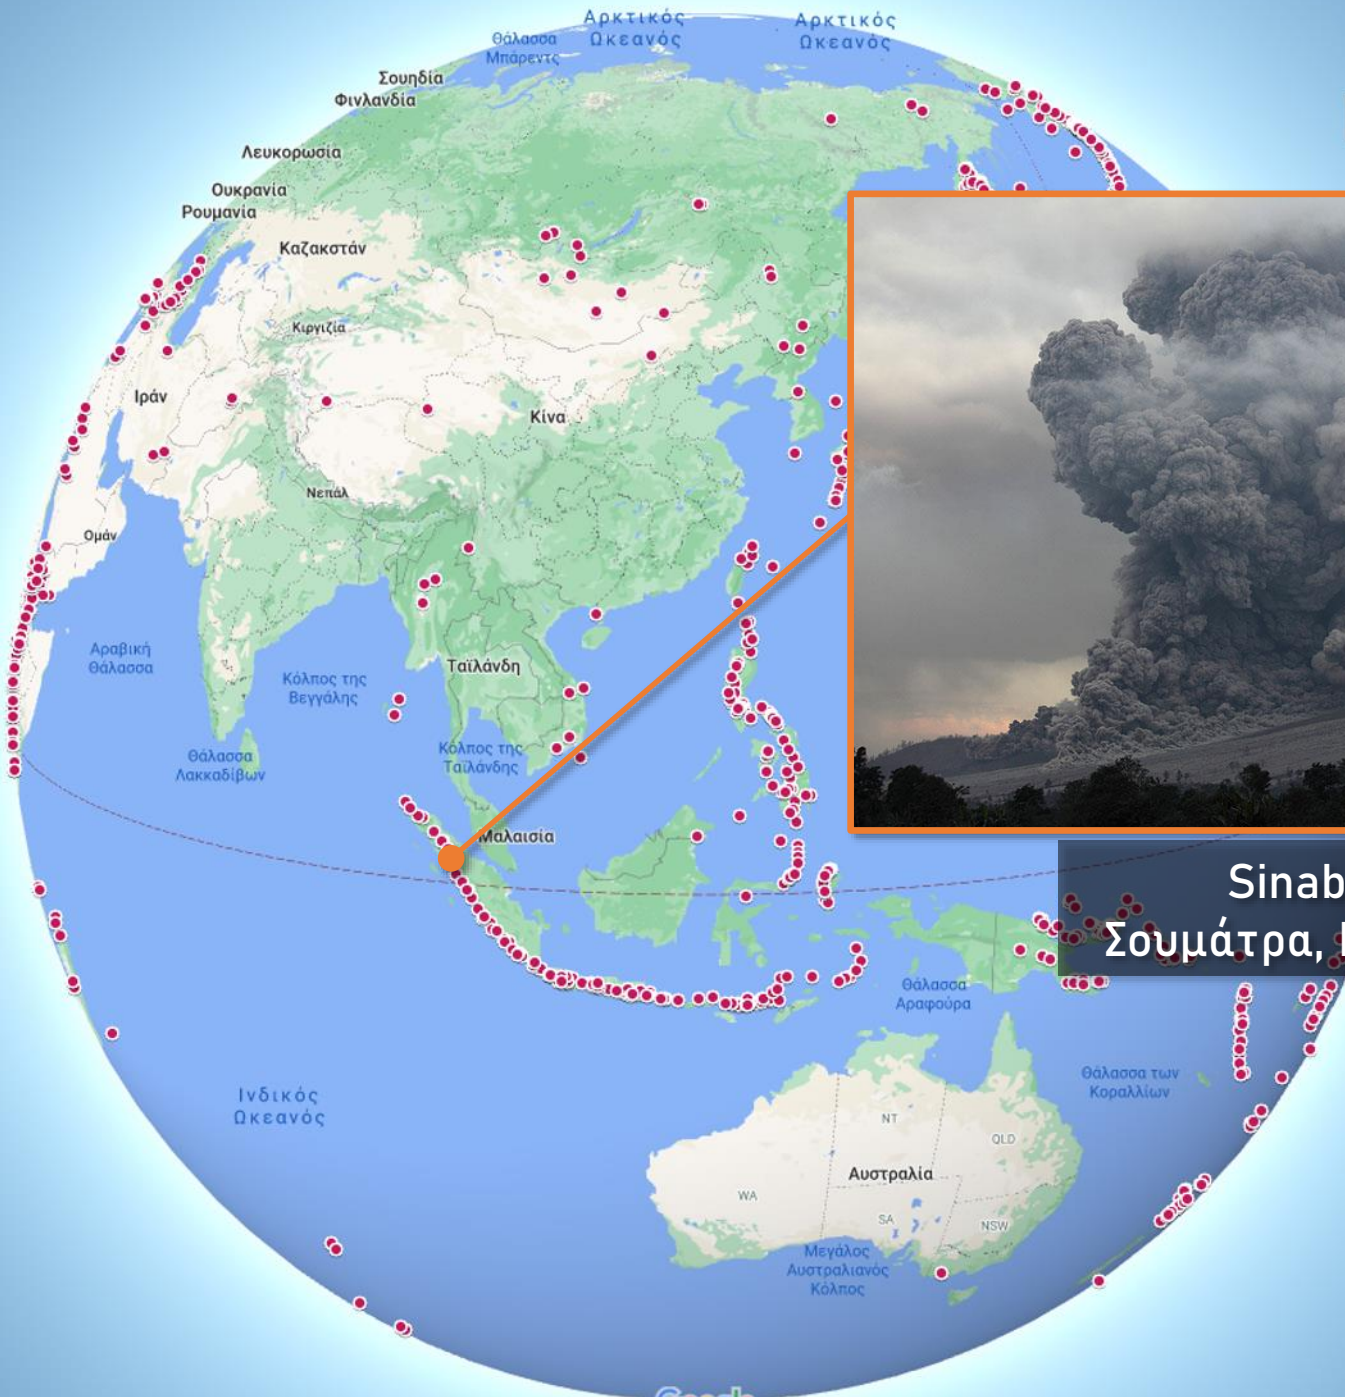 Αρκτικός
Ωκεανός
Αρκτικός
Ωκεανός
Θάλασσα
Μπάρεντς
Σουηδία
Φινλανδία
Λευκορωσία
Ουκρανία
Ρουμανία
Καζακστάν
Κιργιζία
Ιράν
Κίνα
Νεπάλ
Ομάν
Αραβική
Θάλασσα
Κόλπος της
Βεγγάλης
Ταϊλάνδη
Θάλασσα
Λακκαδίβων
Κόλπος της
Ταϊλάνδης
Μαλαισία
Sinab
Σουμάτρα,
Θάλασσα
Αραφούρα
Θάλασσα των
Κοραλλίων
Ινδικός
Ωκεανός
NT
QLD
Αυστραλία
WA
SA
NSW
Μεγάλος
Αυστραλιανός
Κόλπος